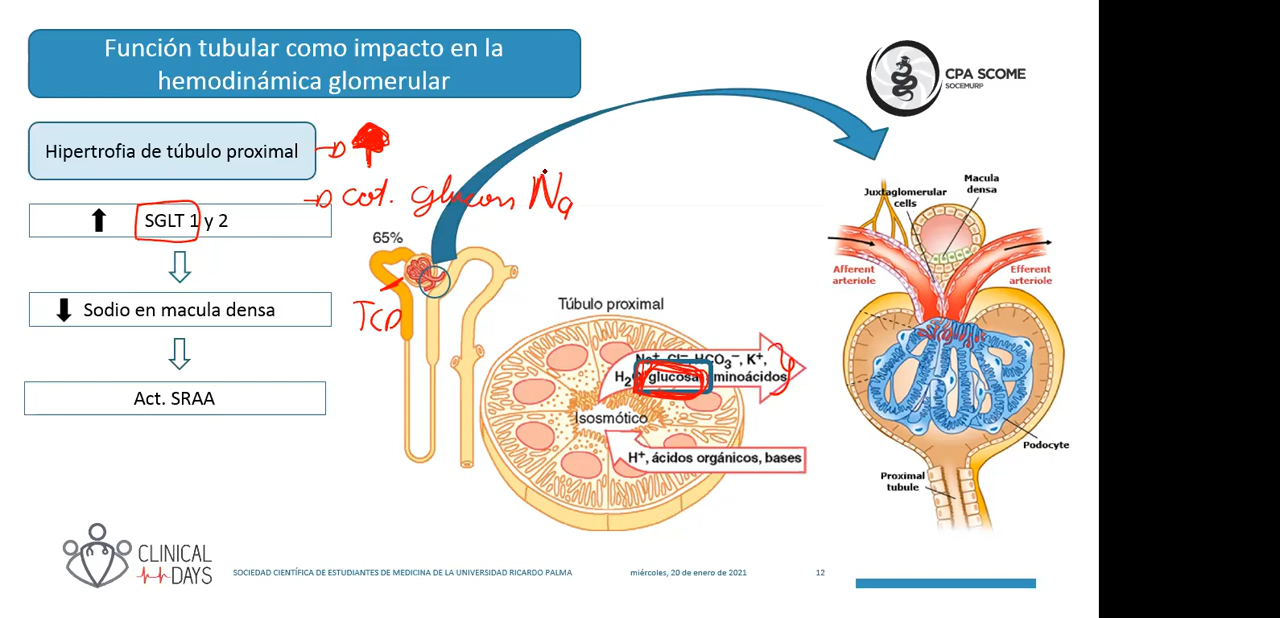 Función tubular como impacto en la
hemodinámica glomerular
CPA SCOME
SOCEMURP
Hipertrofia de túbulo proximal
cot. glucosa Na
SGLT 1 y 2
65%
Sodio en macula densa
Act. SRAA
Túbulo proximal
Na⁺, Cl⁻, HCO₃⁻, K⁺,
H₂O, glucosa, aminoácidos
Isosmótico
H⁺, ácidos orgánicos, bases
Juxtaglomerular
cells
Macula
densa
Afferent
arteriole
Efferent
arteriole
Podocyte
Proximal
tubule
CLINICAL
DAYS
SOCIEDAD CIENTÍFICA DE ESTUDIANTES DE MEDICINA DE LA UNIVERSIDAD RICARDO PALMA
miércoles, 20 de enero de 2021
12